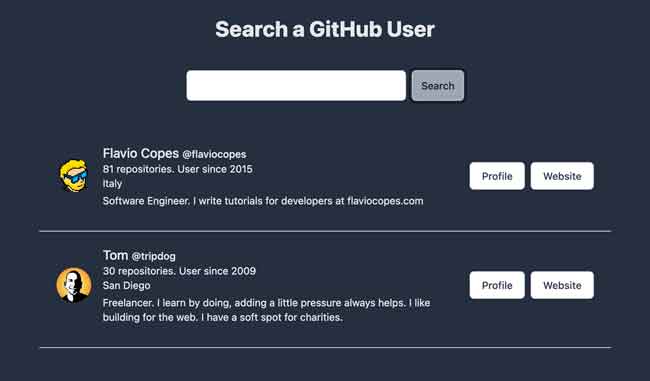 Search a GitHub User
Search
Flavio Copes @flaviocopes
81 repositories. User since 2015
Italy
Software Engineer. I write tutorials for developers at flaviocopes.com
Profile
Website
Tom @tripdog
30 repositories. User since 2009
San Diego
Freelancer. I learn by doing, adding a little pressure always helps. I like
building for the web. I have a soft spot for charities.
Profile
Website